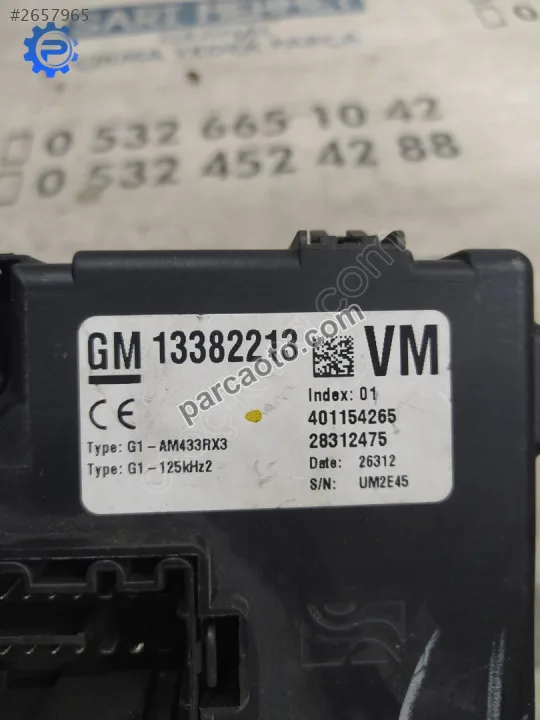 #2657965
0 532 665 10 42
0 532 452 42 88
GM 13382213 VM
parcaoto.com
Index: 01
401154265
28312475
Type: G1-AM433RX3
Type: G1-125kHz2
Date: 26312
S/N: UM2E45